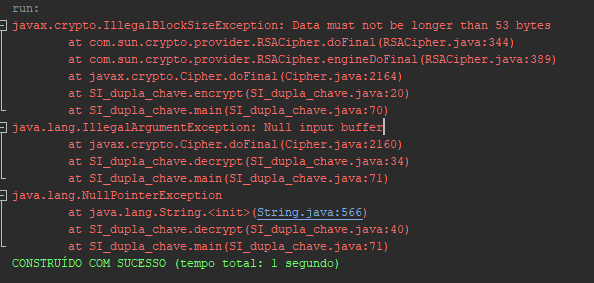 run:
javax.crypto.IllegalBlockSizeException: Data must not be longer than 53 bytes
at com.sun.crypto.provider.RSACipher.doFinal(RSACipher.java:344)
at com.sun.crypto.provider.RSACipher.engineDoFinal(RSACipher.java:389)
at javax.crypto.Cipher.doFinal(Cipher.java:2164)
at SI_dupla_chave.encrypt(SI_dupla_chave.java:20)
at SI_dupla_chave.main(SI_dupla_chave.java:70)
java.lang.IllegalArgumentException: Null input buffer
at javax.crypto.Cipher.doFinal(Cipher.java:2160)
at SI_dupla_chave.decrypt(SI_dupla_chave.java:34)
at SI_dupla_chave.main(SI_dupla_chave.java:71)
java.lang.NullPointerException
at java.lang.String.<init>(String.java:566)
at SI_dupla_chave.decrypt(SI_dupla_chave.java:40)
at SI_dupla_chave.main(SI_dupla_chave.java:71)
CONSTRUÍDO COM SUCESSO (tempo total: 1 segundo)